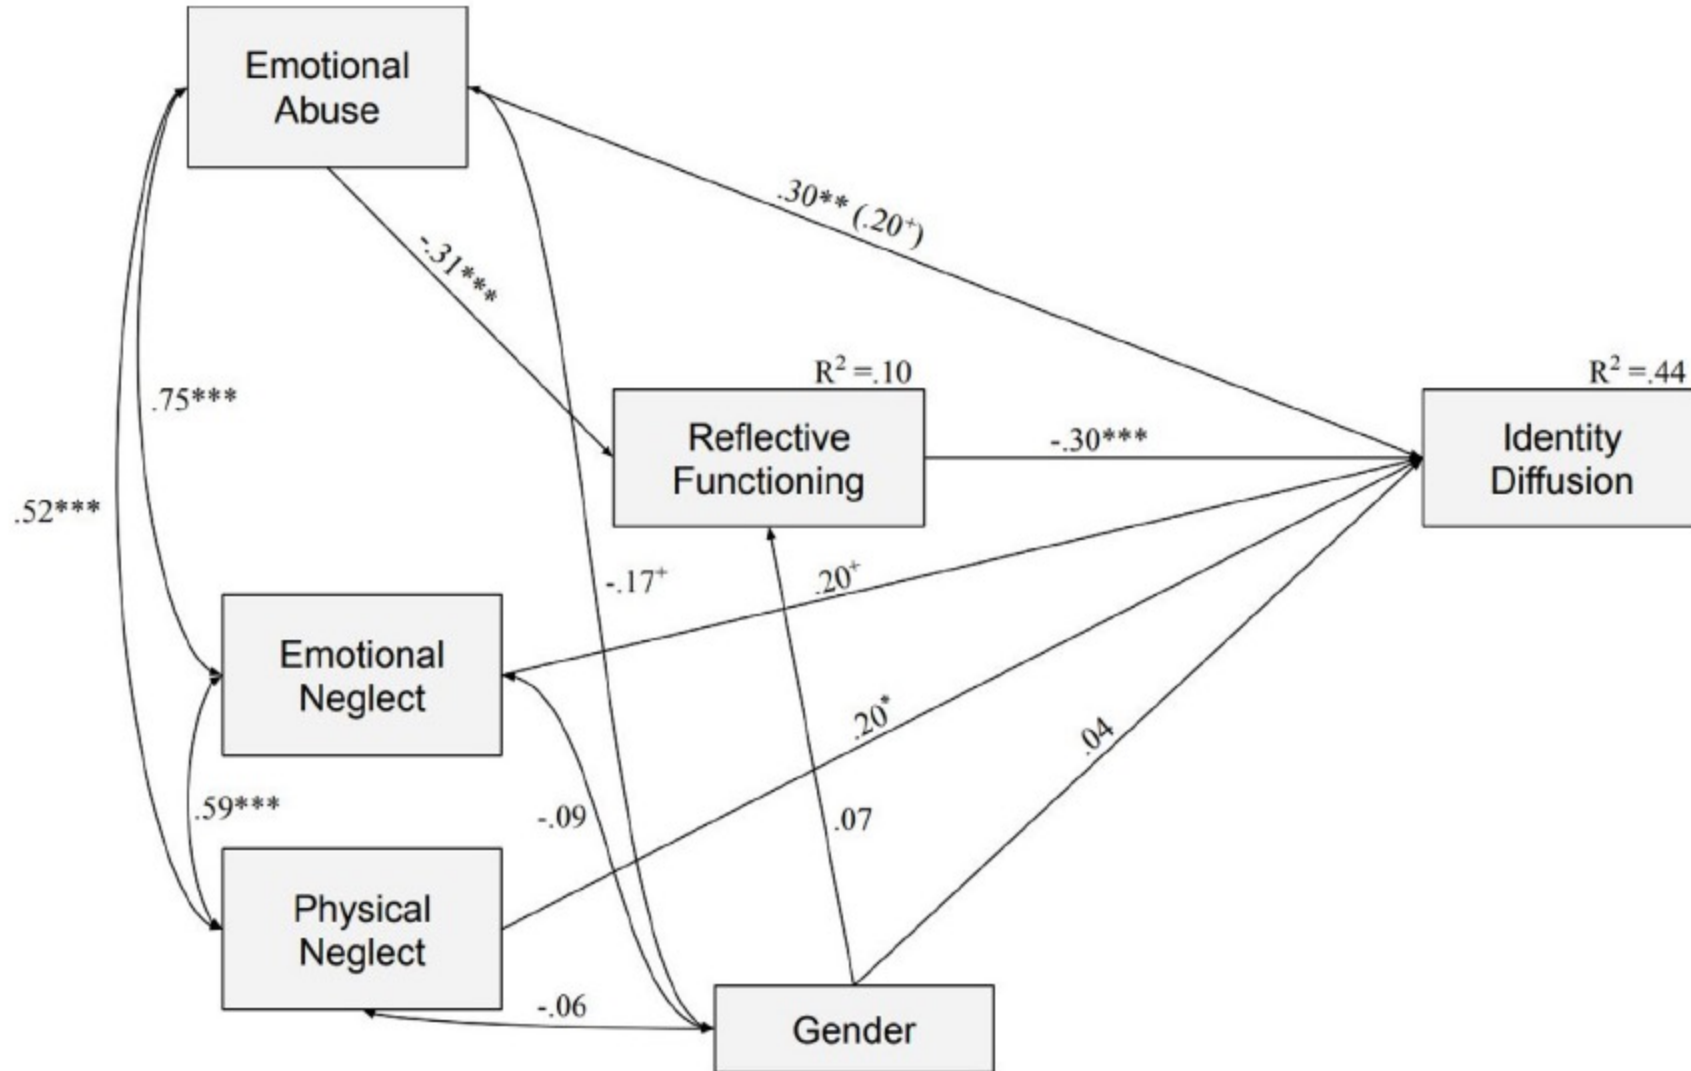 Emotional
Abuse
.30** (.20⁺)
-.31***
R² =.10
R² =.44
.75***
Reflective
Functioning
-.30***
Identity
Diffusion
.52***
-.17⁺
.20⁺
Emotional
Neglect
.20*
.04
.59***
-.09
.07
Physical
Neglect
-.06
Gender